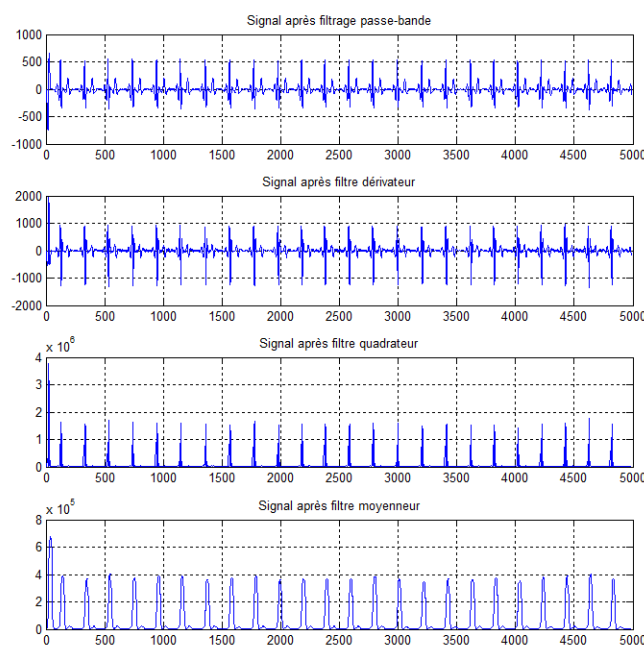 Signal après filtrage passe-bande
1000
500
0
-500
-1000
0 500 1000 1500 2000 2500 3000 3500 4000 4500 5000
Signal après filtre dérivateur
2000
1000
0
-1000
-2000
0 500 1000 1500 2000 2500 3000 3500 4000 4500 5000
Signal après filtre quadrateur
x 10^6
4
3
2
1
0
0 500 1000 1500 2000 2500 3000 3500 4000 4500 5000
Signal après filtre moyenneur
x 10^5
8
6
4
2
0
0 500 1000 1500 2000 2500 3000 3500 4000 4500 5000